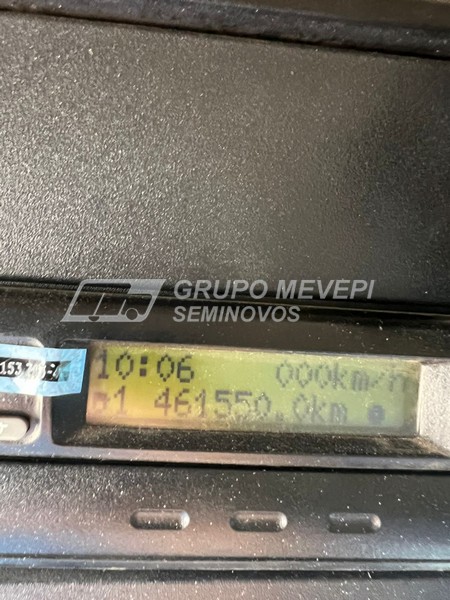 GRUPO MEVEPI
SEMINOVOS
10:06 000km/h
1 461550.0km